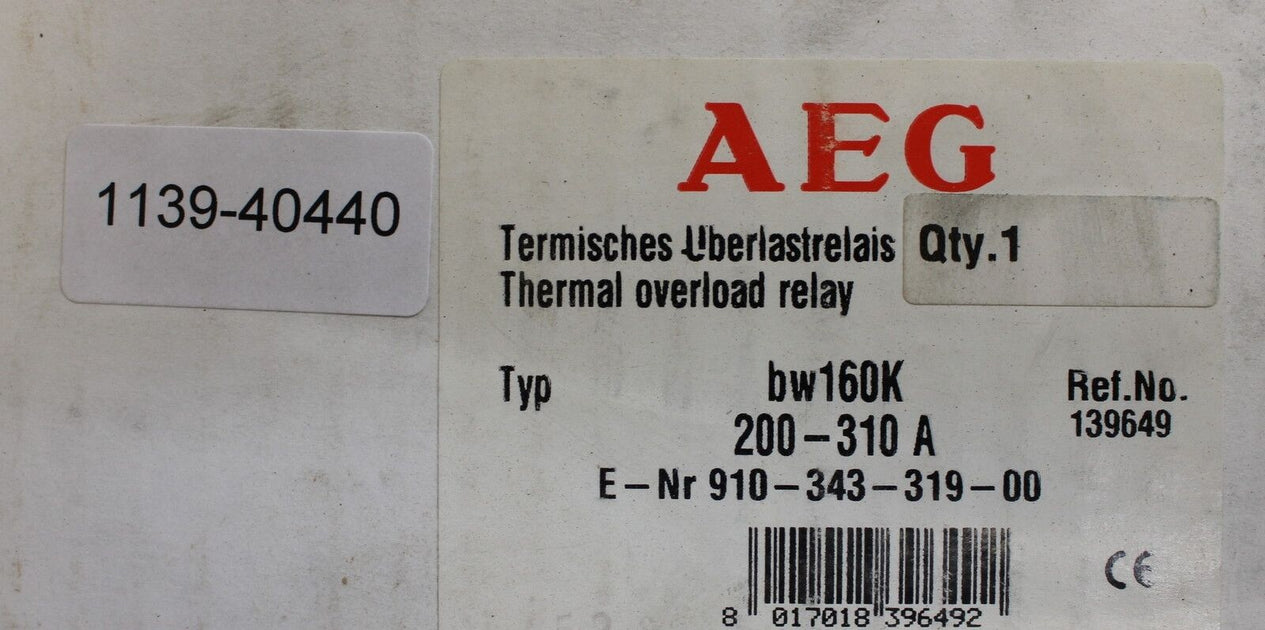 AEG
1139-40440
Termisches Überlastrelais Qty.1
Thermal overload relay
Typ bw160K Ref.No.
200-310 A 139649
E-Nr 910-343-319-00
CE
8 017018 396492